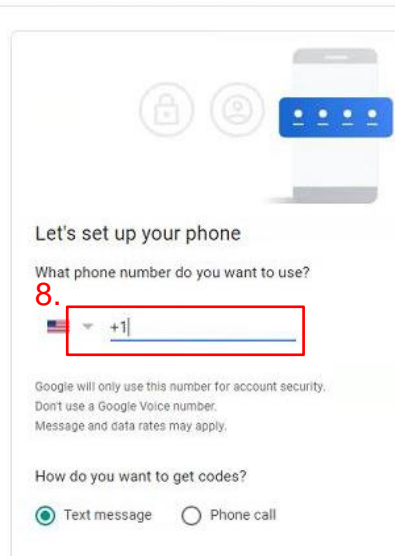 Let's set up your phone
What phone number do you want to use?
8.
+1
Google will only use this number for account security.
Don't use a Google Voice number.
Message and data rates may apply.
How do you want to get codes?
Text message Phone call